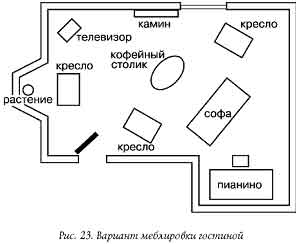 камин
кресло
телевизор
кофейный
столик
кресло
растение
софа
кресло
пианино
Рис. 23. Вариант меблировки гостиной